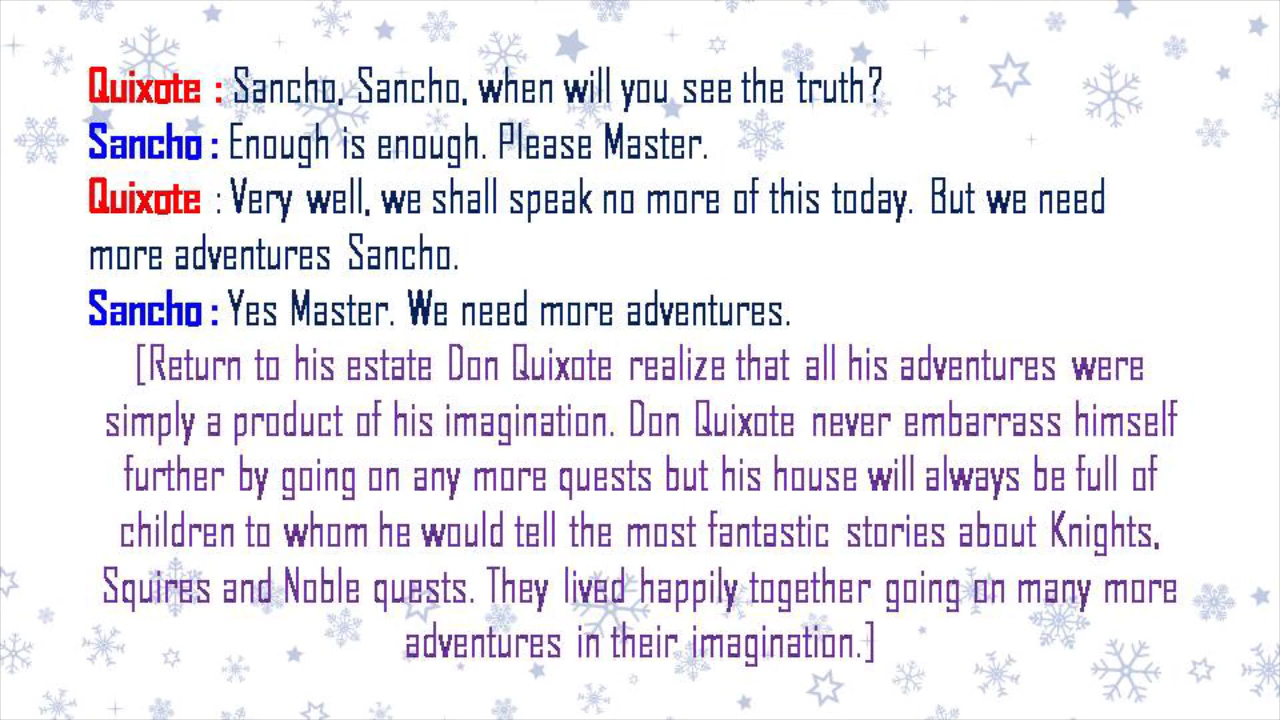 Quixote : Sancho, Sancho, when will you see the truth?
Sancho : Enough is enough. Please Master.
Quixote : Very well, we shall speak no more of this today. But we need
more adventures Sancho.
Sancho : Yes Master. We need more adventures.
[Return to his estate Don Quixote realize that all his adventures were
simply a product of his imagination. Don Quixote never embarrass himself
further by going on any more quests but his house will always be full of
children to whom he would tell the most fantastic stories about Knights,
Squires and Noble quests. They lived happily together going on many more
adventures in their imagination.]